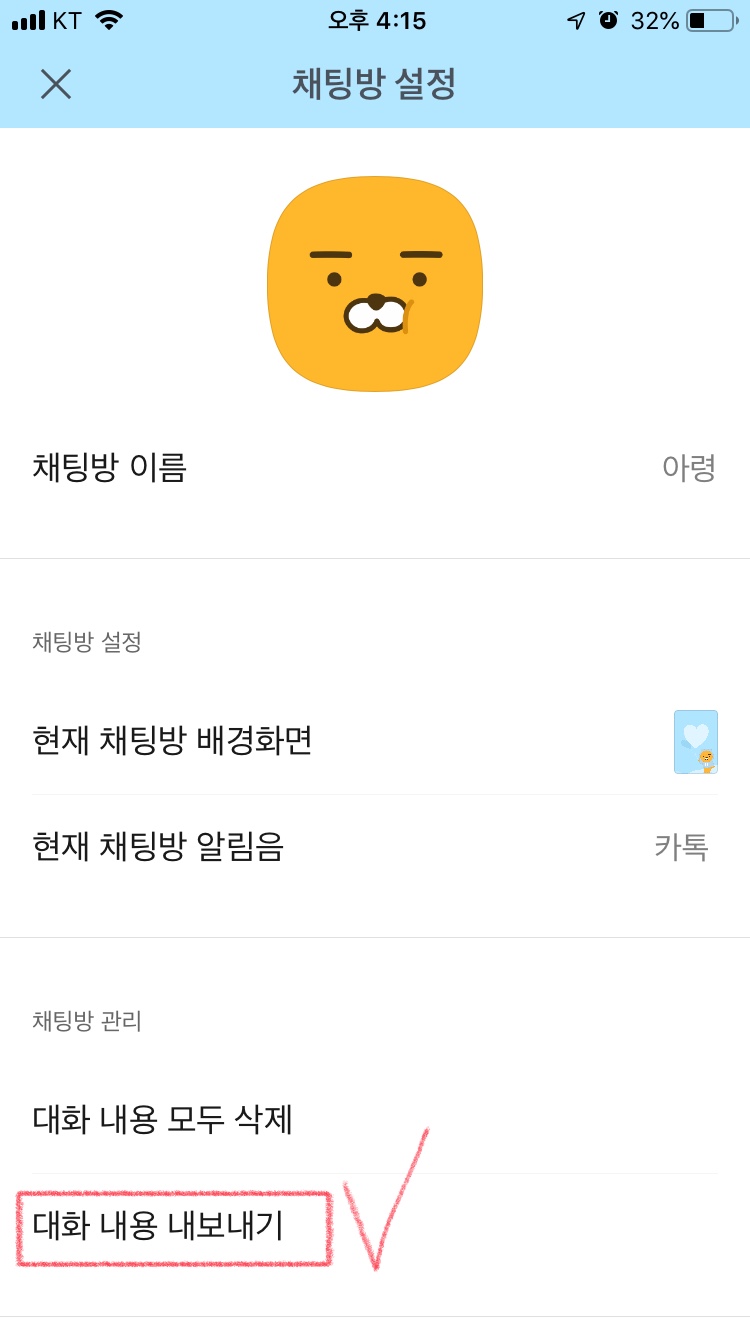 KT 오후 4:15 32%
채팅방 설정
채팅방 이름 아령
채팅방 설정
현재 채팅방 배경화면
현재 채팅방 알림음 카톡
채팅방 관리
대화 내용 모두 삭제
대화 내용 내보내기